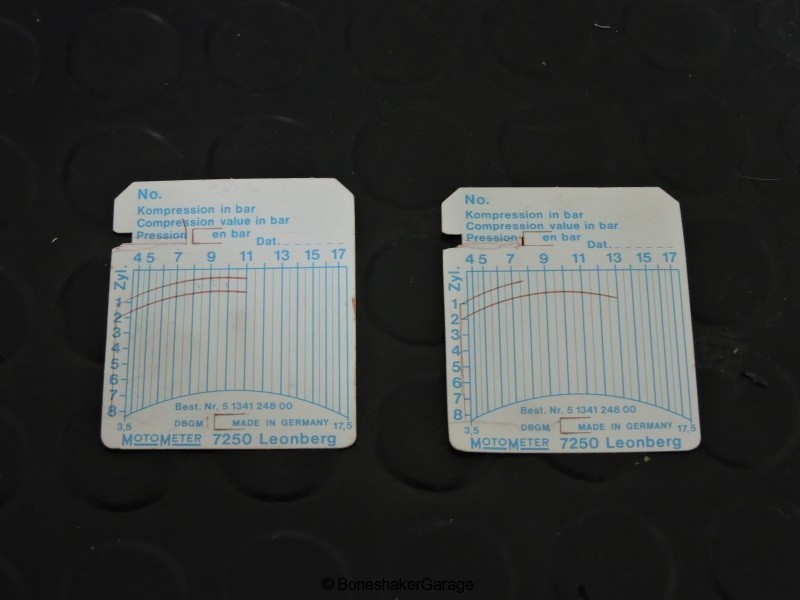 No.
Kompression in bar
Compression value in bar
Pression en bar
Dat.
Zyl.
4 5 7 9 11 13 15 17
1
2
3
4
5
6
7
8
3,5
17,5
Best. Nr. 5 1341 248 00
DBGM MADE IN GERMANY
MOTOMETER 7250 Leonberg
No.
Kompression in bar
Compression value in bar
Pression en bar
Dat.
Zyl.
4 5 7 9 11 13 15 17
1
2
3
4
5
6
7
8
3,5
17,5
Best. Nr. 5 1341 248 00
DBGM MADE IN GERMANY
MOTOMETER 7250 Leonberg
© BoneshakerGarage